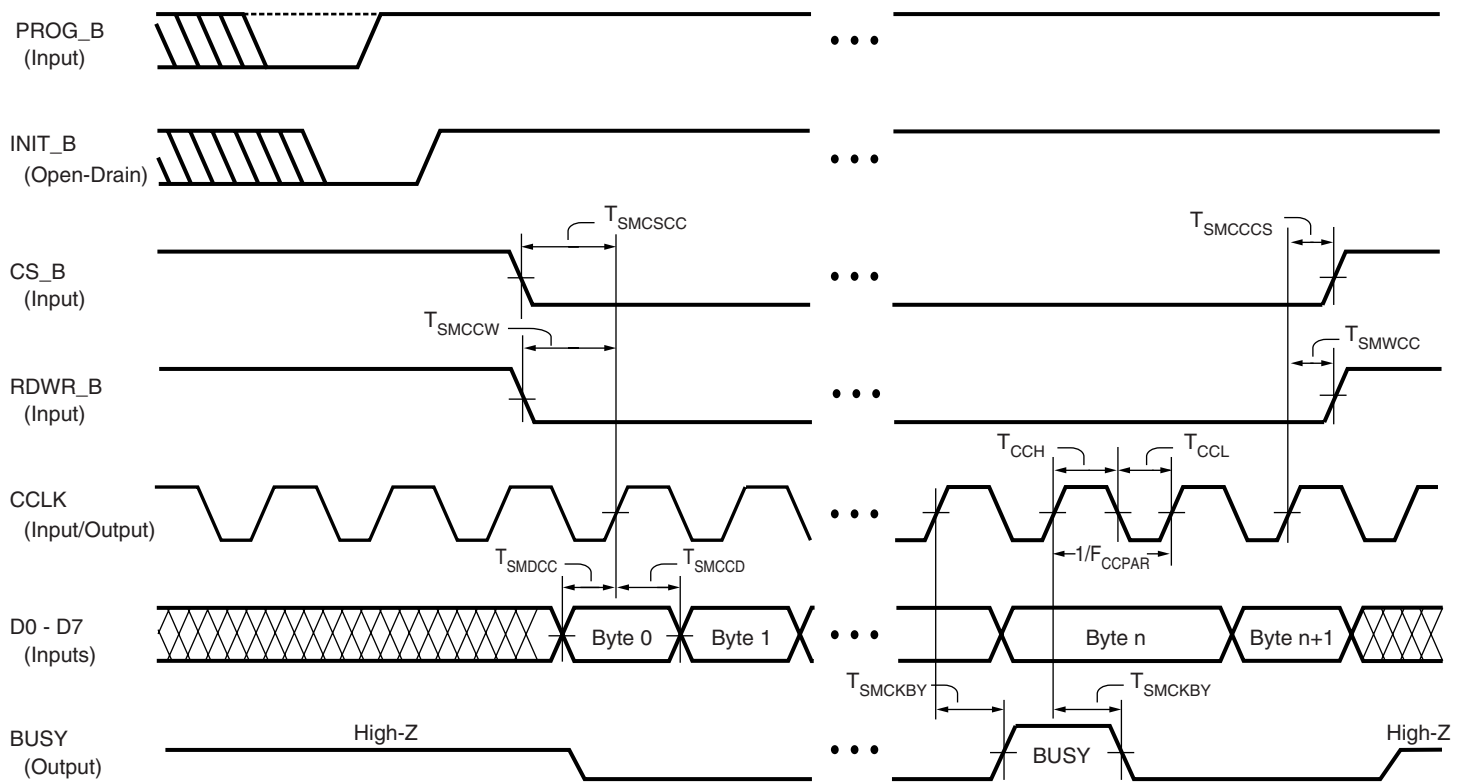 PROG_B
(Input)
INIT_B
(Open-Drain)
TSMCSCC
TSMCCCS
CS_B
(Input)
TSMCCW
TSMWCC
RDWR_B
(Input)
TCCH
TCCL
CCLK
(Input/Output)
TSMDCC
TSMCCD
1/FCCPAR
D0 - D7
(Inputs)
Byte 0
Byte 1
Byte n
Byte n+1
TSMCKBY
TSMCKBY
BUSY
(Output)
High-Z
BUSY
High-Z